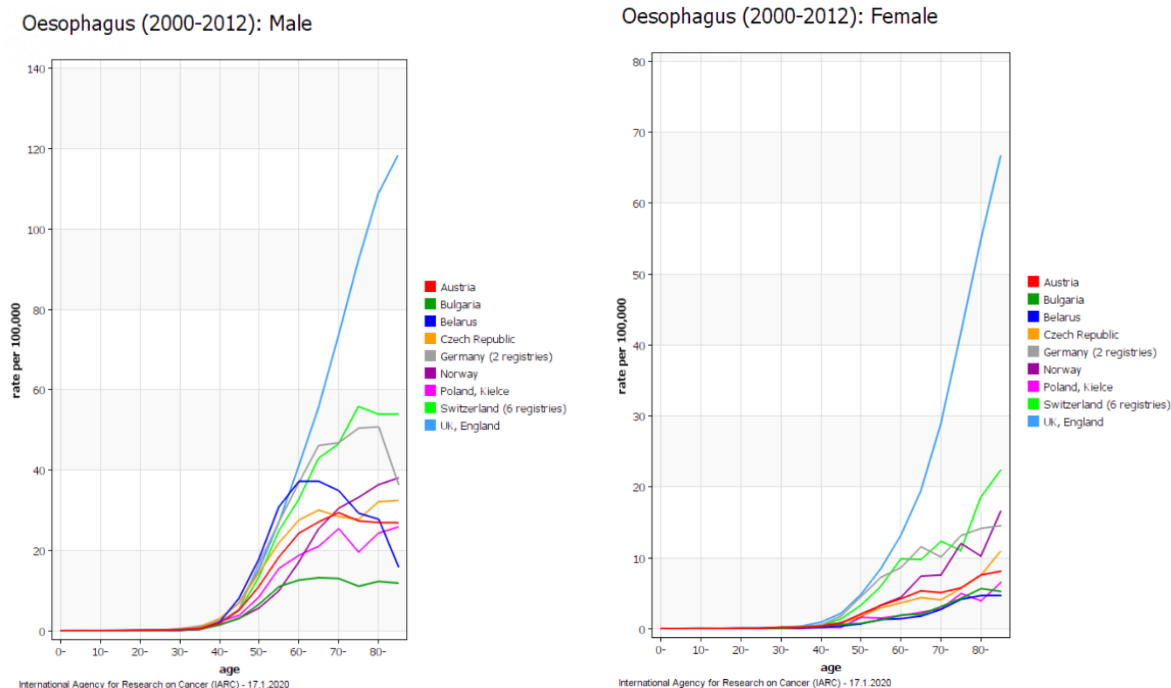 Oesophagus (2000-2012): Male
140
120
100
80
60
40
20
0
rate per 100,000
0-
10-
20-
30-
40-
50-
60-
70-
80-
age
Austria
Bulgaria
Belarus
Czech Republic
Germany (2 registries)
Norway
Poland, Kielce
Switzerland (6 registries)
UK, England
International Agency for Research on Cancer (IARC) - 17.1.2020
Oesophagus (2000-2012): Female
80
70
60
50
40
30
20
10
0
rate per 100,000
0-
10-
20-
30-
40-
50-
60-
70-
80-
age
Austria
Bulgaria
Belarus
Czech Republic
Germany (2 registries)
Norway
Poland, Kielce
Switzerland (6 registries)
UK, England
International Agency for Research on Cancer (IARC) - 17.1.2020